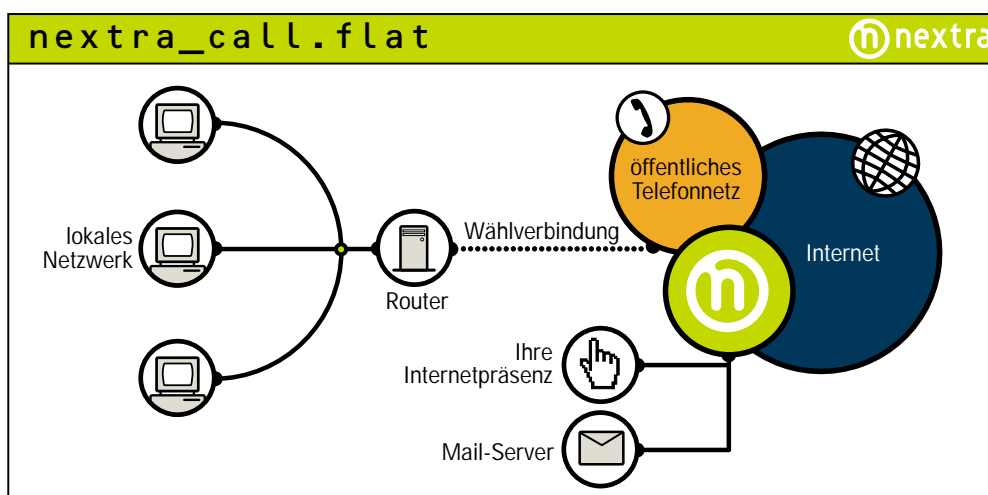 nextra_call.flat
nextra
öffentliches
Telefonnetz
lokales
Netzwerk
Wählverbindung
Internet
Router
Ihre
Internetpräsenz
Mail-Server